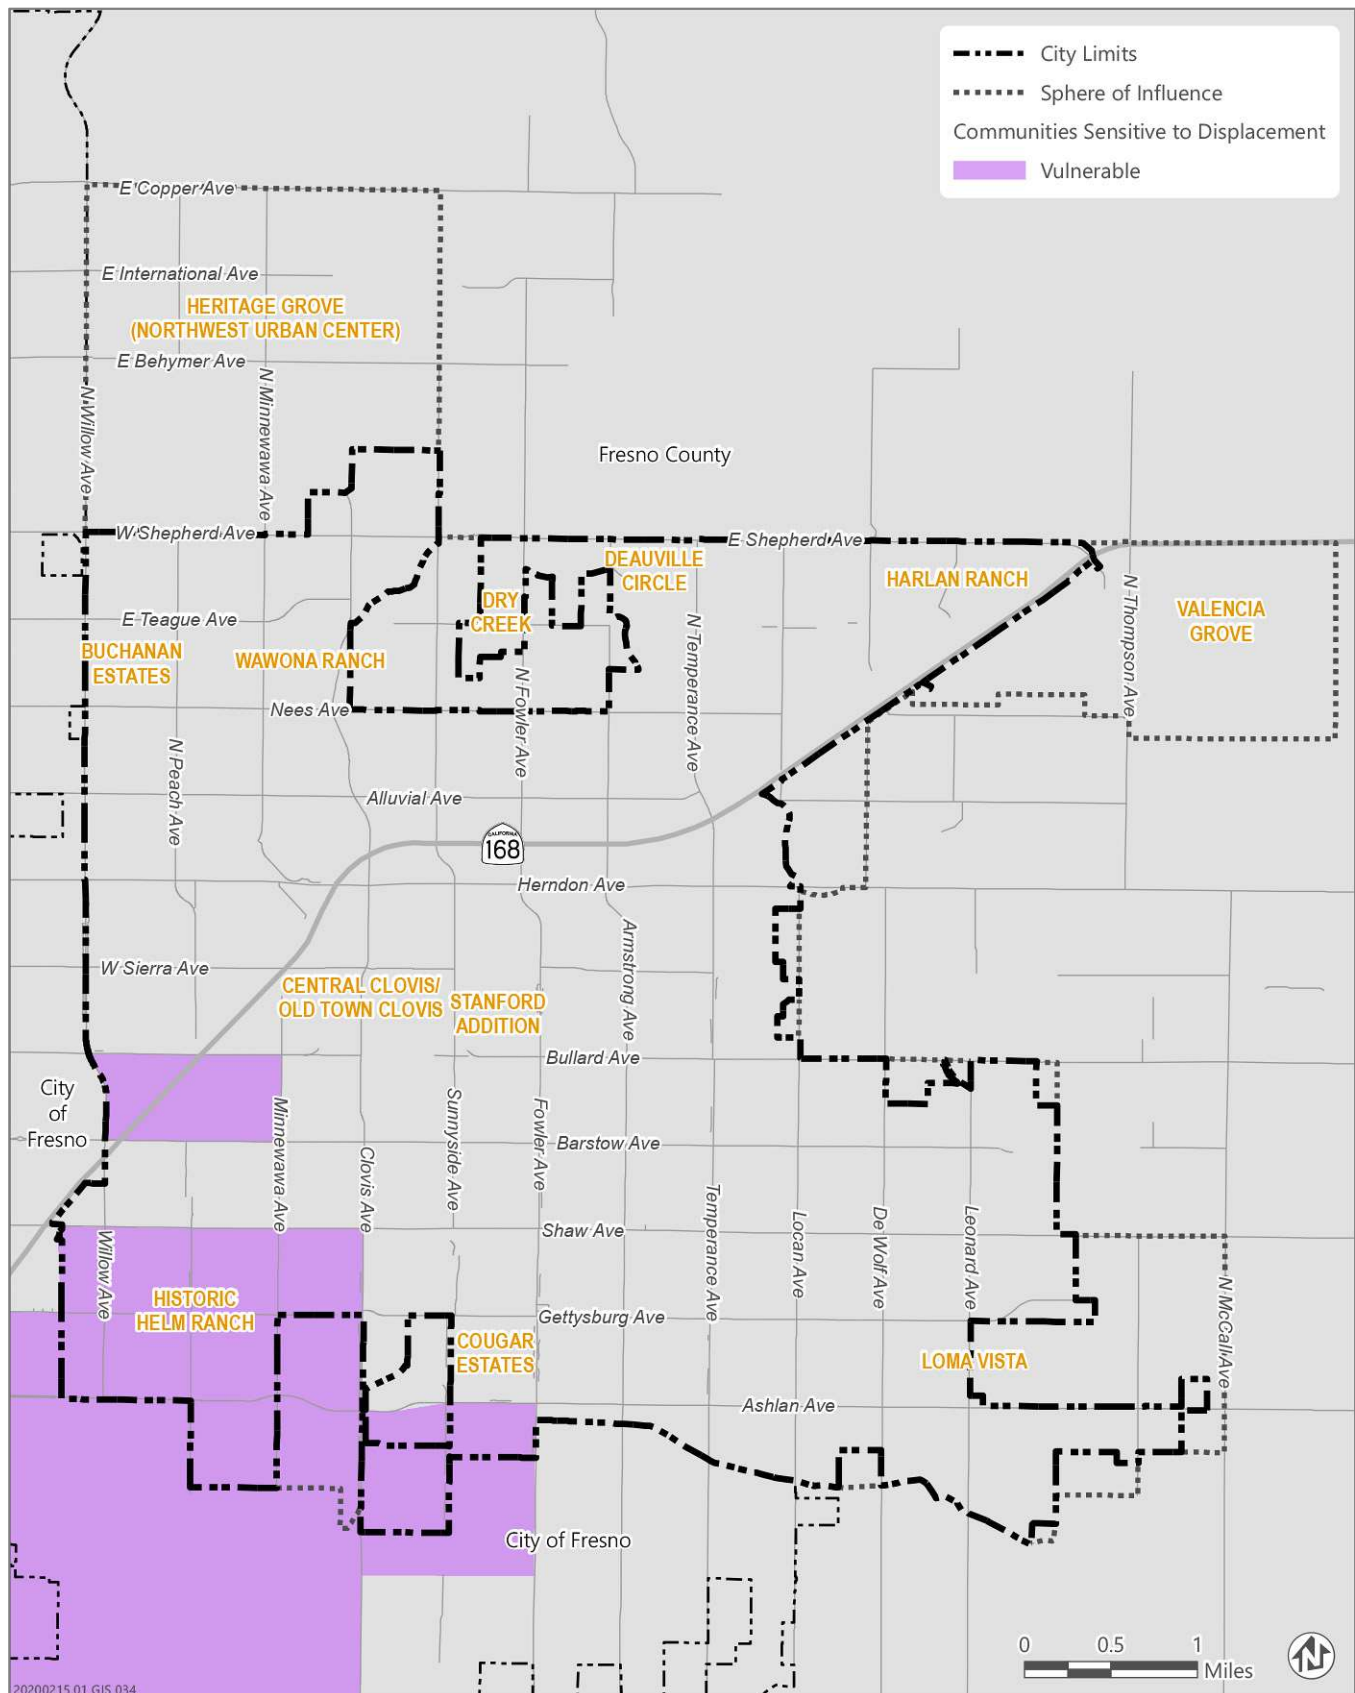 City Limits
Sphere of Influence
Communities Sensitive to Displacement
Vulnerable
E Copper Ave
E International Ave
HERITAGE GROVE
(NORTHWEST URBAN CENTER)
E Behymer Ave
N Willow Ave
N Minnewawa Ave
Fresno County
W Shepherd Ave
E Shepherd Ave
DEAUVILLE
CIRCLE
HARLAN RANCH
N Thompson Ave
VALENCIA
GROVE
DRY
CREEK
E Teague Ave
BUCHANAN
ESTATES
WAWONA RANCH
N Temperance Ave
N Fowler Ave
Nees Ave
N Peach Ave
Alluvial Ave
CALIFORNIA
168
Herndon Ave
Armstrong Ave
W Sierra Ave
CENTRAL CLOVIS/
OLD TOWN CLOVIS
STANFORD
ADDITION
Bullard Ave
City
of
Fresno
Minnewawa Ave
Clovis Ave
Sunnyside Ave
Fowler Ave
Barstow Ave
Temperance Ave
Locan Ave
De Wolf Ave
Leonard Ave
Shaw Ave
Willow Ave
N McCall Ave
HISTORIC
HELM RANCH
Gettysburg Ave
COUGAR
ESTATES
LOMA VISTA
Ashlan Ave
City of Fresno
0 0.5 1
Miles
N
20200215.01 GIS 034